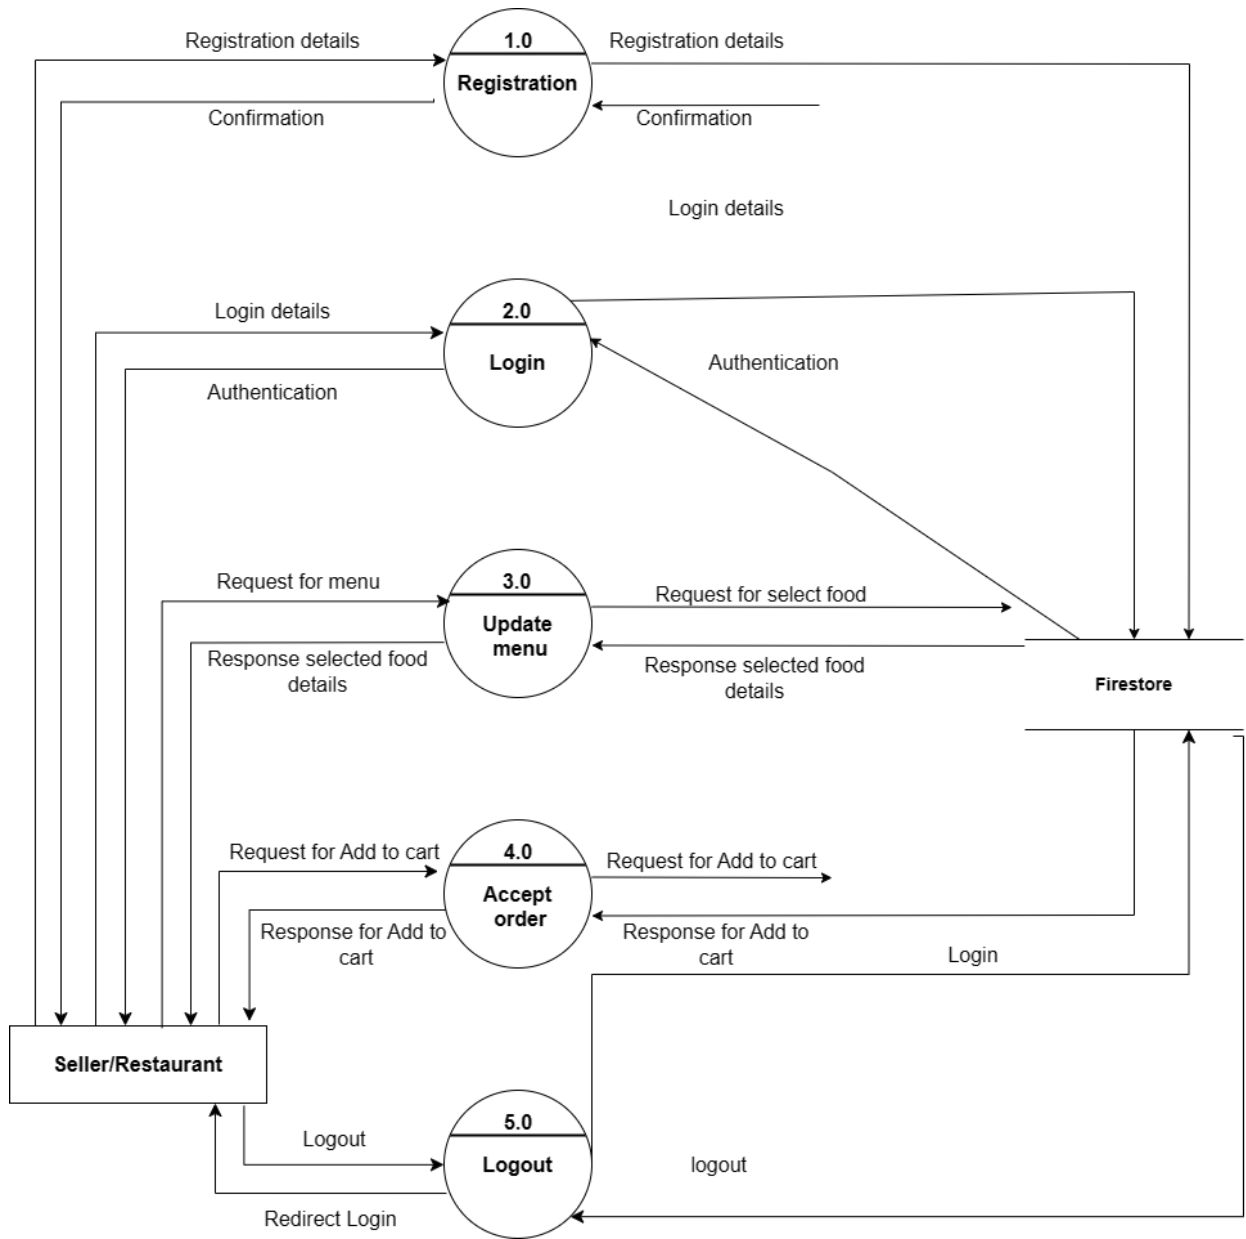 1.0
Registration details
Registration details
Registration
Confirmation
Confirmation
Login details
2.0
Login details
Login
Authentication
Authentication
3.0
Request for menu
Request for select food
Update
menu
Response selected food
details
Response selected food
details
Firestore
4.0
Request for Add to cart
Request for Add to cart
Accept
order
Response for Add to
cart
Response for Add to
cart
Login
Seller/Restaurant
5.0
Logout
Logout
logout
Redirect Login